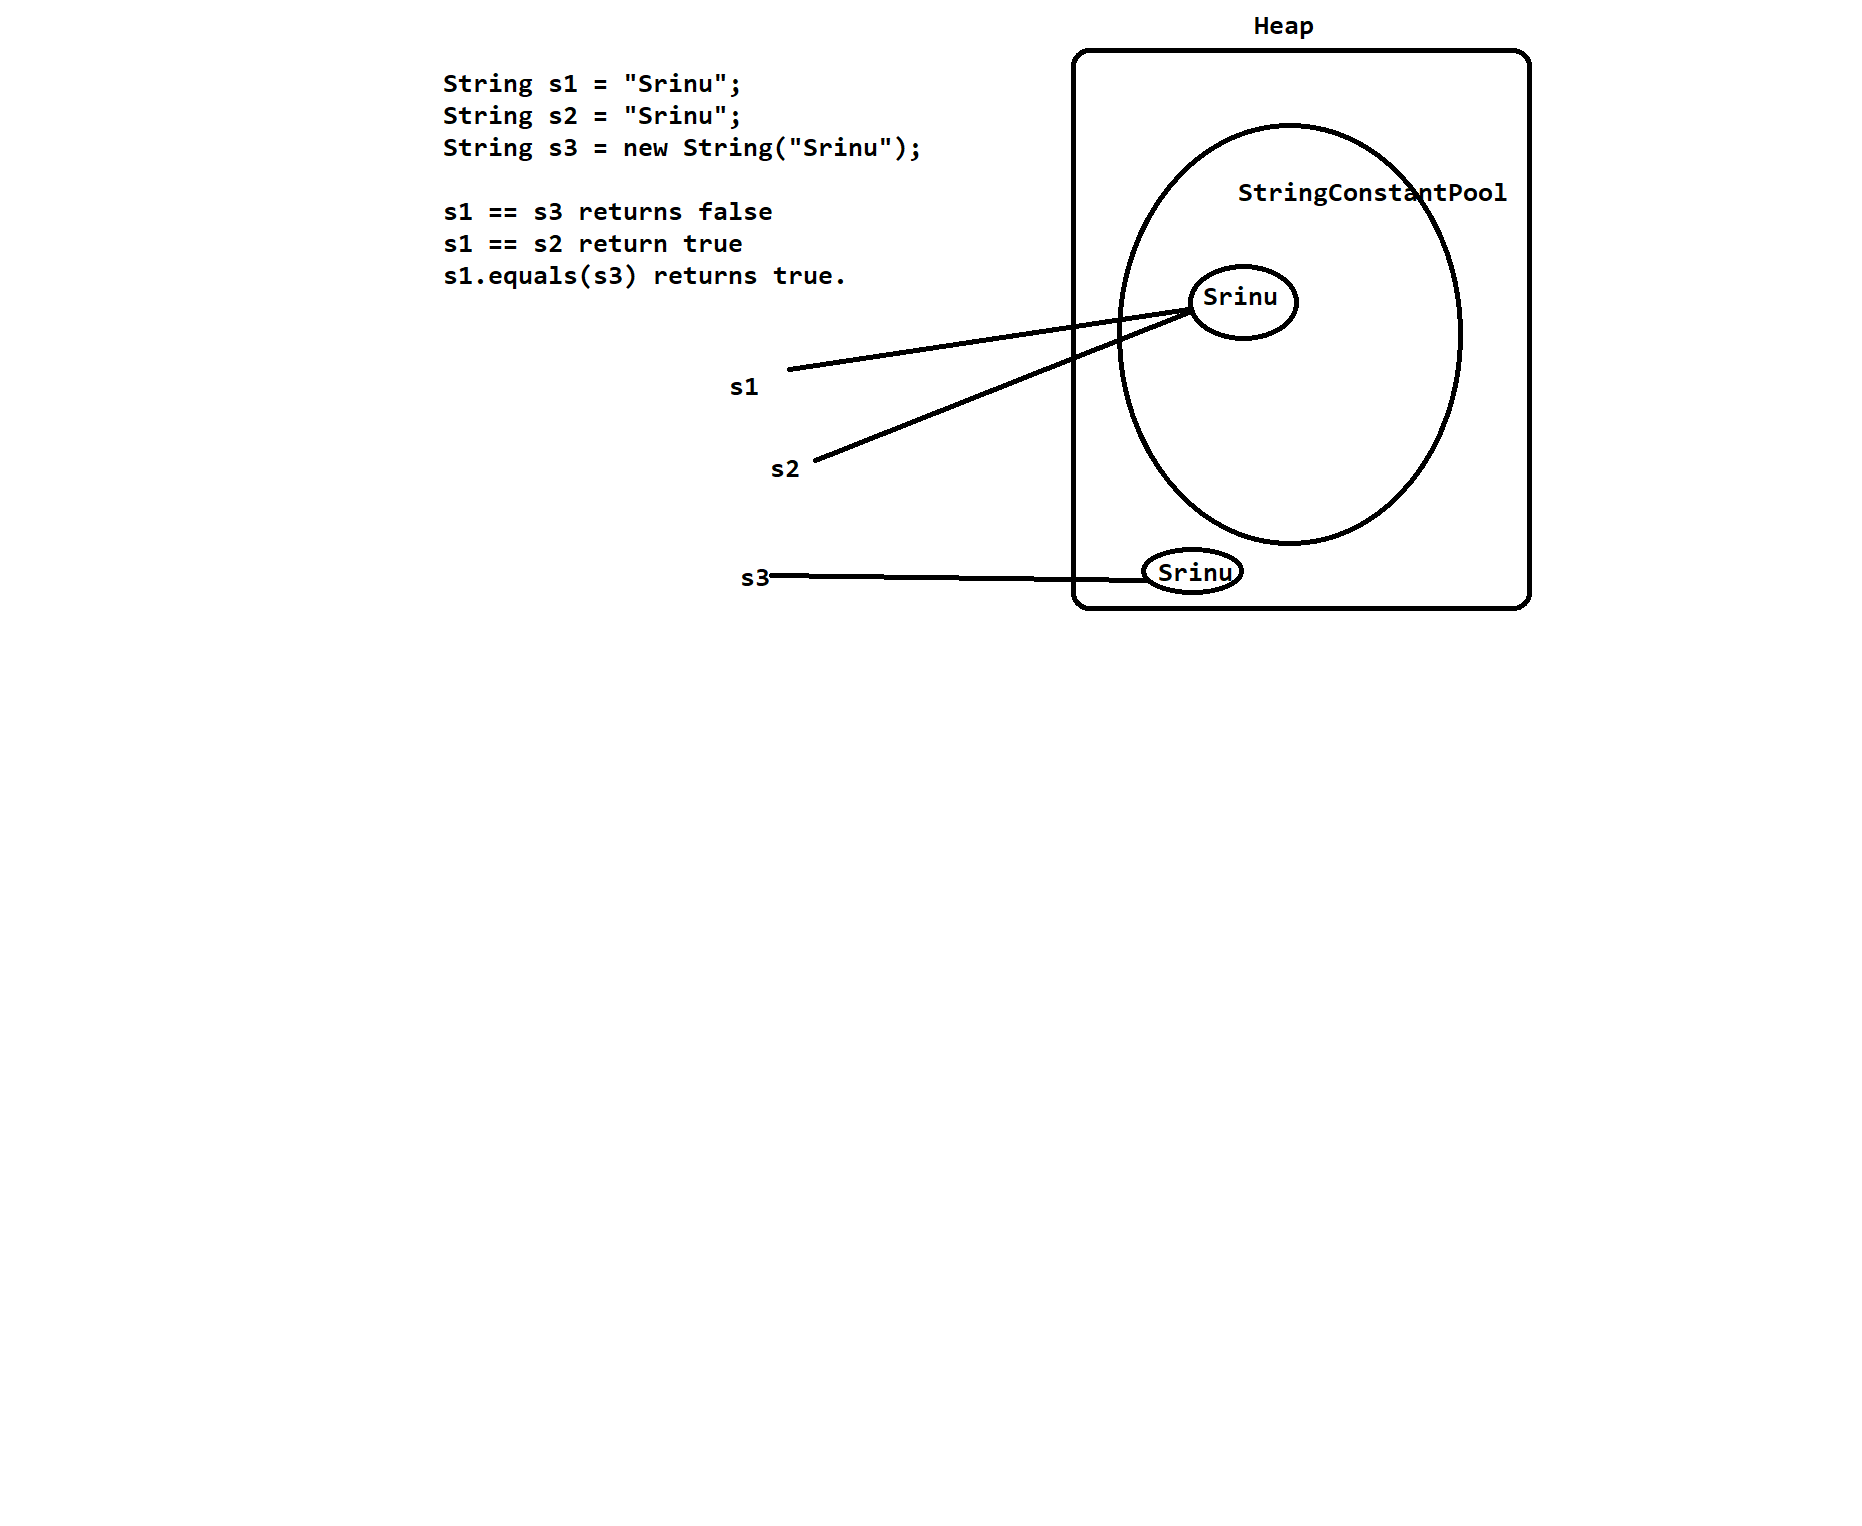 Heap
String s1 = "Srinu";
String s2 = "Srinu";
String s3 = new String("Srinu");
s1 == s3 returns false
s1 == s2 return true
s1.equals(s3) returns true.
StringConstantPool
Srinu
s1
s2
s3
Srinu